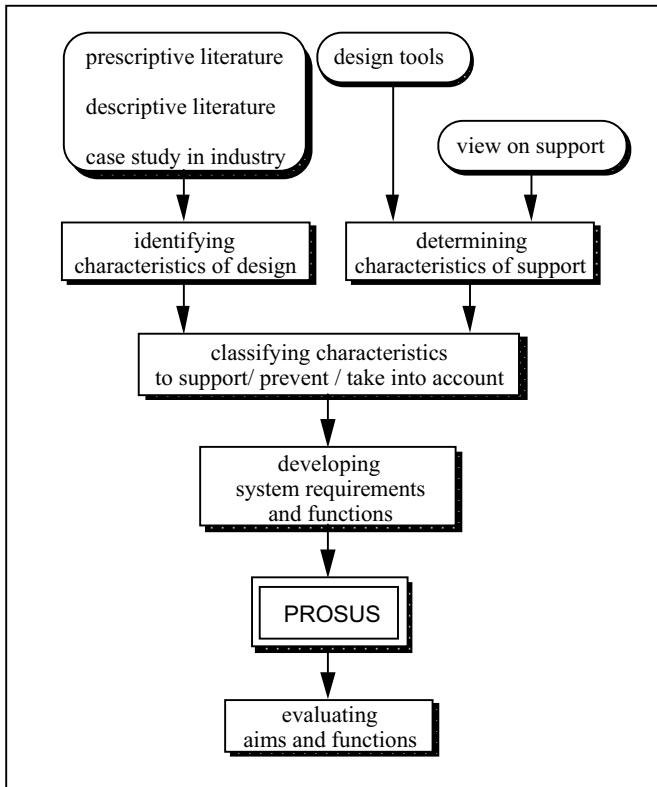 prescriptive literature
descriptive literature
case study in industry
design tools
view on support
identifying
characteristics of design
determining
characteristics of support
classifying characteristics
to support/ prevent / take into account
developing
system requirements
and functions
PROSUS
evaluating
aims and functions